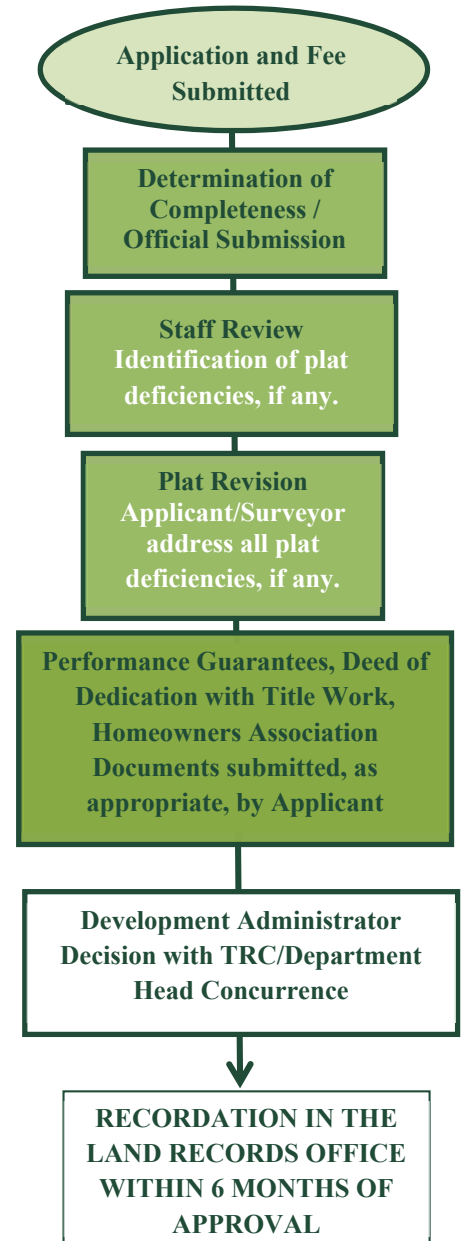 Application and Fee
Submitted
Determination of
Completeness /
Official Submission
Staff Review
Identification of plat
deficiencies, if any.
Plat Revision
Applicant/Surveyor
address all plat
deficiencies, if any.
Performance Guarantees, Deed of
Dedication with Title Work,
Homeowners Association
Documents submitted, as
appropriate, by Applicant
Development Administrator
Decision with TRC/Department
Head Concurrence
RECORDATION IN THE
LAND RECORDS OFFICE
WITHIN 6 MONTHS OF
APPROVAL